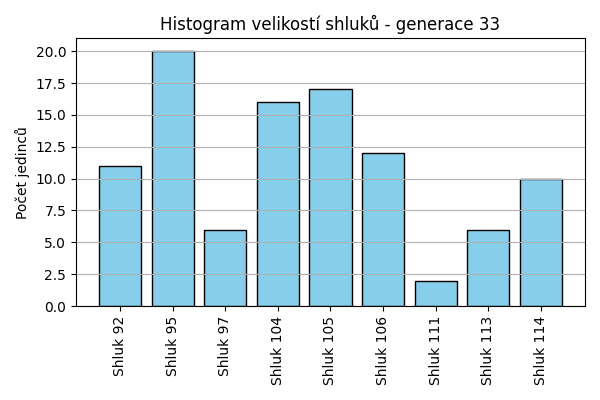 Histogram velikostí shluků - generace 33
Počet jedinců
20.0
17.5
15.0
12.5
10.0
7.5
5.0
2.5
0.0
Shluk 92
Shluk 95
Shluk 97
Shluk 104
Shluk 105
Shluk 106
Shluk 111
Shluk 113
Shluk 114